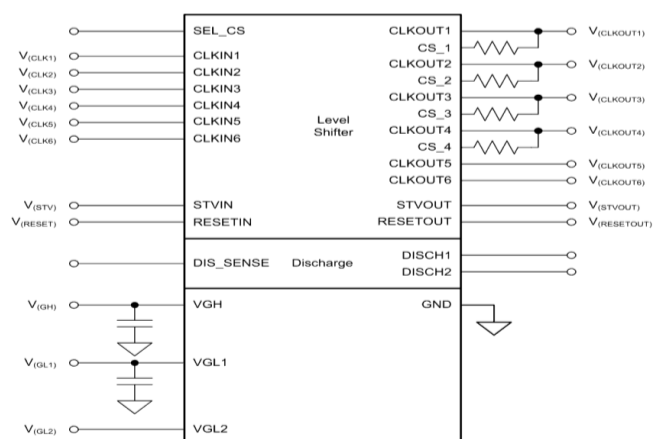 SEL_CS CLKOUT1 V(CLKOUT1)
CS_1
V(CLK1) CLKIN1
V(CLK2) CLKIN2 CLKOUT2 V(CLKOUT2)
CS_2
V(CLK3) CLKIN3
V(CLK4) CLKIN4 CLKOUT3 V(CLKOUT3)
CS_3
V(CLK5) CLKIN5
Level
Shifter
V(CLK6) CLKIN6 CLKOUT4 V(CLKOUT4)
CS_4
CLKOUT5 V(CLKOUT5)
CLKOUT6 V(CLKOUT6)
V(STV) STVIN STVOUT V(STVOUT)
V(RESET) RESETIN RESETOUT V(RESETOUT)
DISCH1
DIS_SENSE Discharge
DISCH2
V(GH) VGH GND
V(GL1) VGL1
V(GL2) VGL2